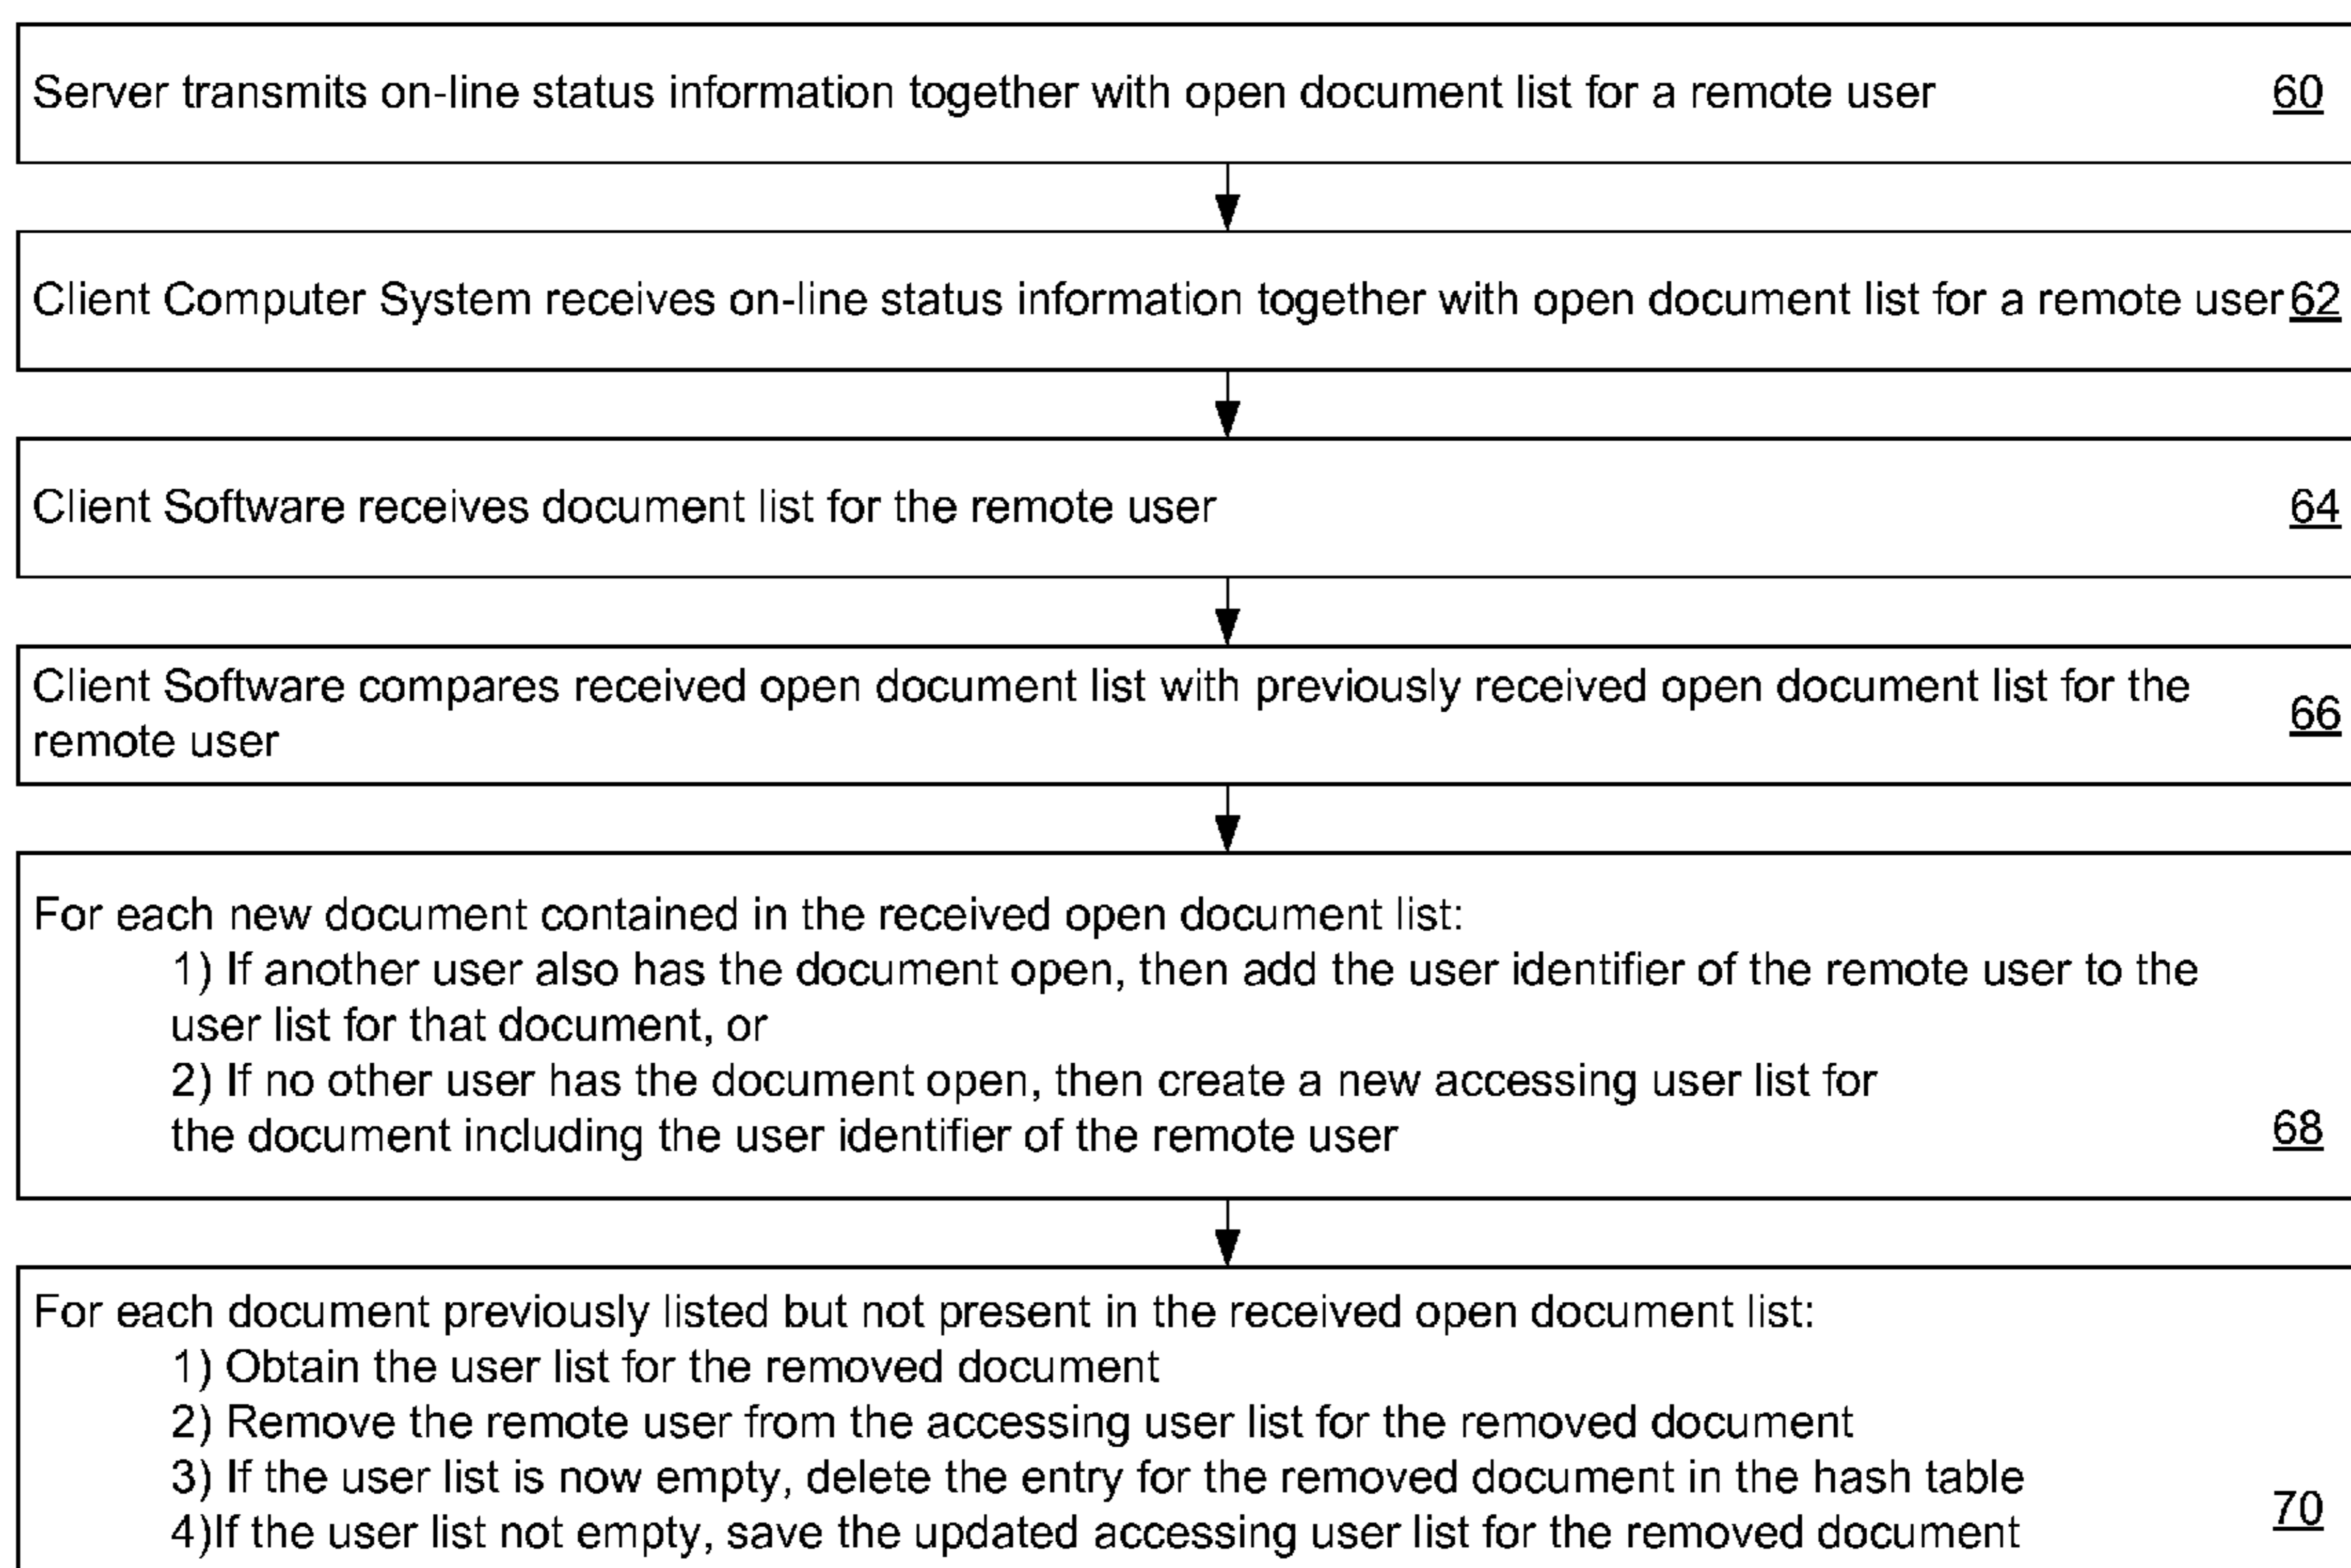 Server transmits on-line status information together with open document list for a remote user 60
Client Computer System receives on-line status information together with open document list for a remote user 62
Client Software receives document list for the remote user 64
Client Software compares received open document list with previously received open document list for the
remote user 66
For each new document contained in the received open document list:
1) If another user also has the document open, then add the user identifier of the remote user to the
user list for that document, or
2) If no other user has the document open, then create a new accessing user list for
the document including the user identifier of the remote user 68
For each document previously listed but not present in the received open document list:
1) Obtain the user list for the removed document
2) Remove the remote user from the accessing user list for the removed document
3) If the user list is now empty, delete the entry for the removed document in the hash table
4)If the user list not empty, save the updated accessing user list for the removed document 70